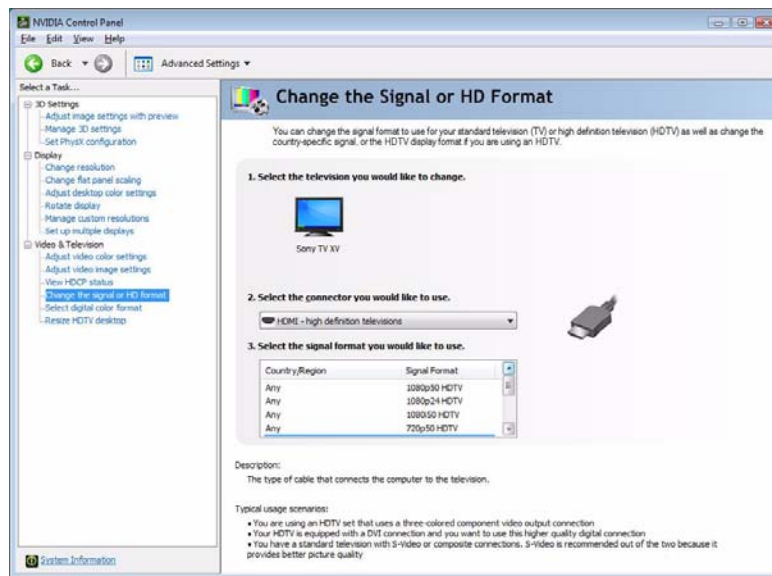 NVIDIA Control Panel
File Edit View Help
Back Advanced Settings
Select a Task...
3D Settings
Adjust image settings with preview
Manage 3D settings
Set PhysX configuration
Display
Change resolution
Change flat panel scaling
Adjust desktop color settings
Rotate display
Manage custom resolutions
Set up multiple displays
Video & Television
Adjust video color settings
Adjust video image settings
View HDCP status
Change the signal or HD format
Select digital color format
Resize HDTV desktop
System Information
Change the Signal or HD Format
You can change the signal format to use for your standard television (TV) or high definition television (HDTV) as well as change the
country-specific signal, or the HDTV display format if you are using an HDTV.
1. Select the television you would like to change.
Sony TV XV
2. Select the connector you would like to use.
HDMI - high definition televisions
3. Select the signal format you would like to use.
Country/Region Signal Format
Any 1080p50 HDTV
Any 1080p24 HDTV
Any 1080i50 HDTV
Any 720p50 HDTV
Description:
The type of cable that connects the computer to the television.
Typical usage scenarios:
• You are using an HDTV set that uses a three-colored component video output connection
• Your HDTV is equipped with a DVI connection and you want to use this higher quality digital connection
• You have a standard television with S-Video or composite connections. S-Video is recommended out of the two because it
provides better picture quality